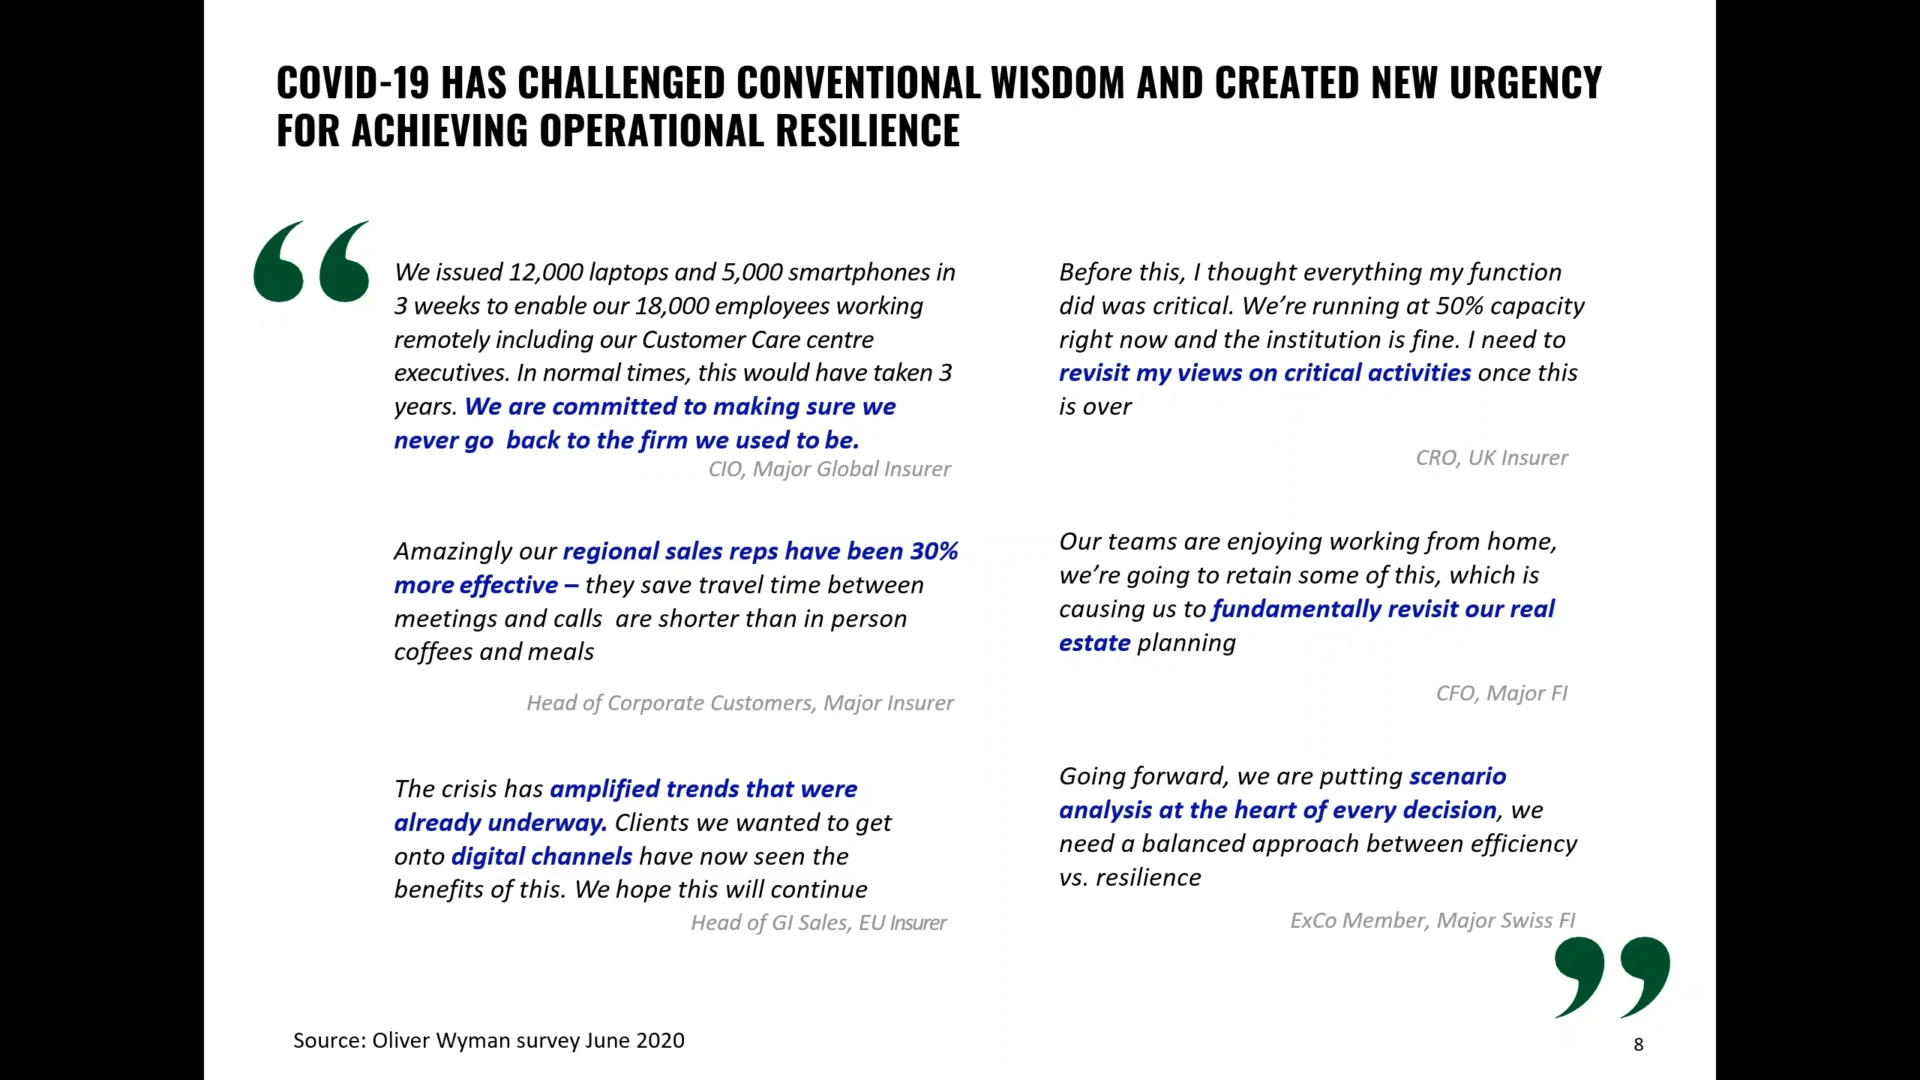 COVID-19 HAS CHALLENGED CONVENTIONAL WISDOM AND CREATED NEW URGENCY
FOR ACHIEVING OPERATIONAL RESILIENCE
“
We issued 12,000 laptops and 5,000 smartphones in
3 weeks to enable our 18,000 employees working
remotely including our Customer Care centre
executives. In normal times, this would have taken 3
years. We are committed to making sure we
never go  back to the firm we used to be.
CIO, Major Global Insurer
Amazingly our regional sales reps have been 30%
more effective – they save travel time between
meetings and calls  are shorter than in person
coffees and meals
Head of Corporate Customers, Major Insurer
The crisis has amplified trends that were
already underway. Clients we wanted to get
onto digital channels have now seen the
benefits of this. We hope this will continue
Head of GI Sales, EU Insurer
Before this, I thought everything my function
did was critical. We’re running at 50% capacity
right now and the institution is fine. I need to
revisit my views on critical activities once this
is over
CRO, UK Insurer
Our teams are enjoying working from home,
we’re going to retain some of this, which is
causing us to fundamentally revisit our real
estate planning
CFO, Major FI
Going forward, we are putting scenario
analysis at the heart of every decision, we
need a balanced approach between efficiency
vs. resilience
ExCo Member, Major Swiss FI
”
Source: Oliver Wyman survey June 2020
8